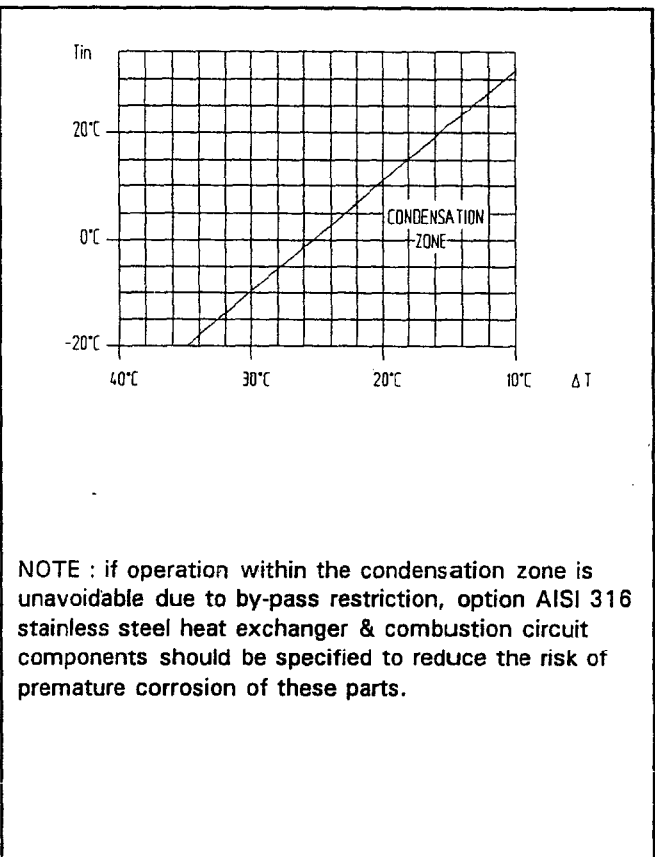 Tin
20°C
0°C
-20°C
CONDENSATION
ZONE
40°C 30°C 20°C 10°C Δ T
NOTE : if operation within the condensation zone is
unavoidable due to by-pass restriction, option AISI 316
stainless steel heat exchanger & combustion circuit
components should be specified to reduce the risk of
premature corrosion of these parts.